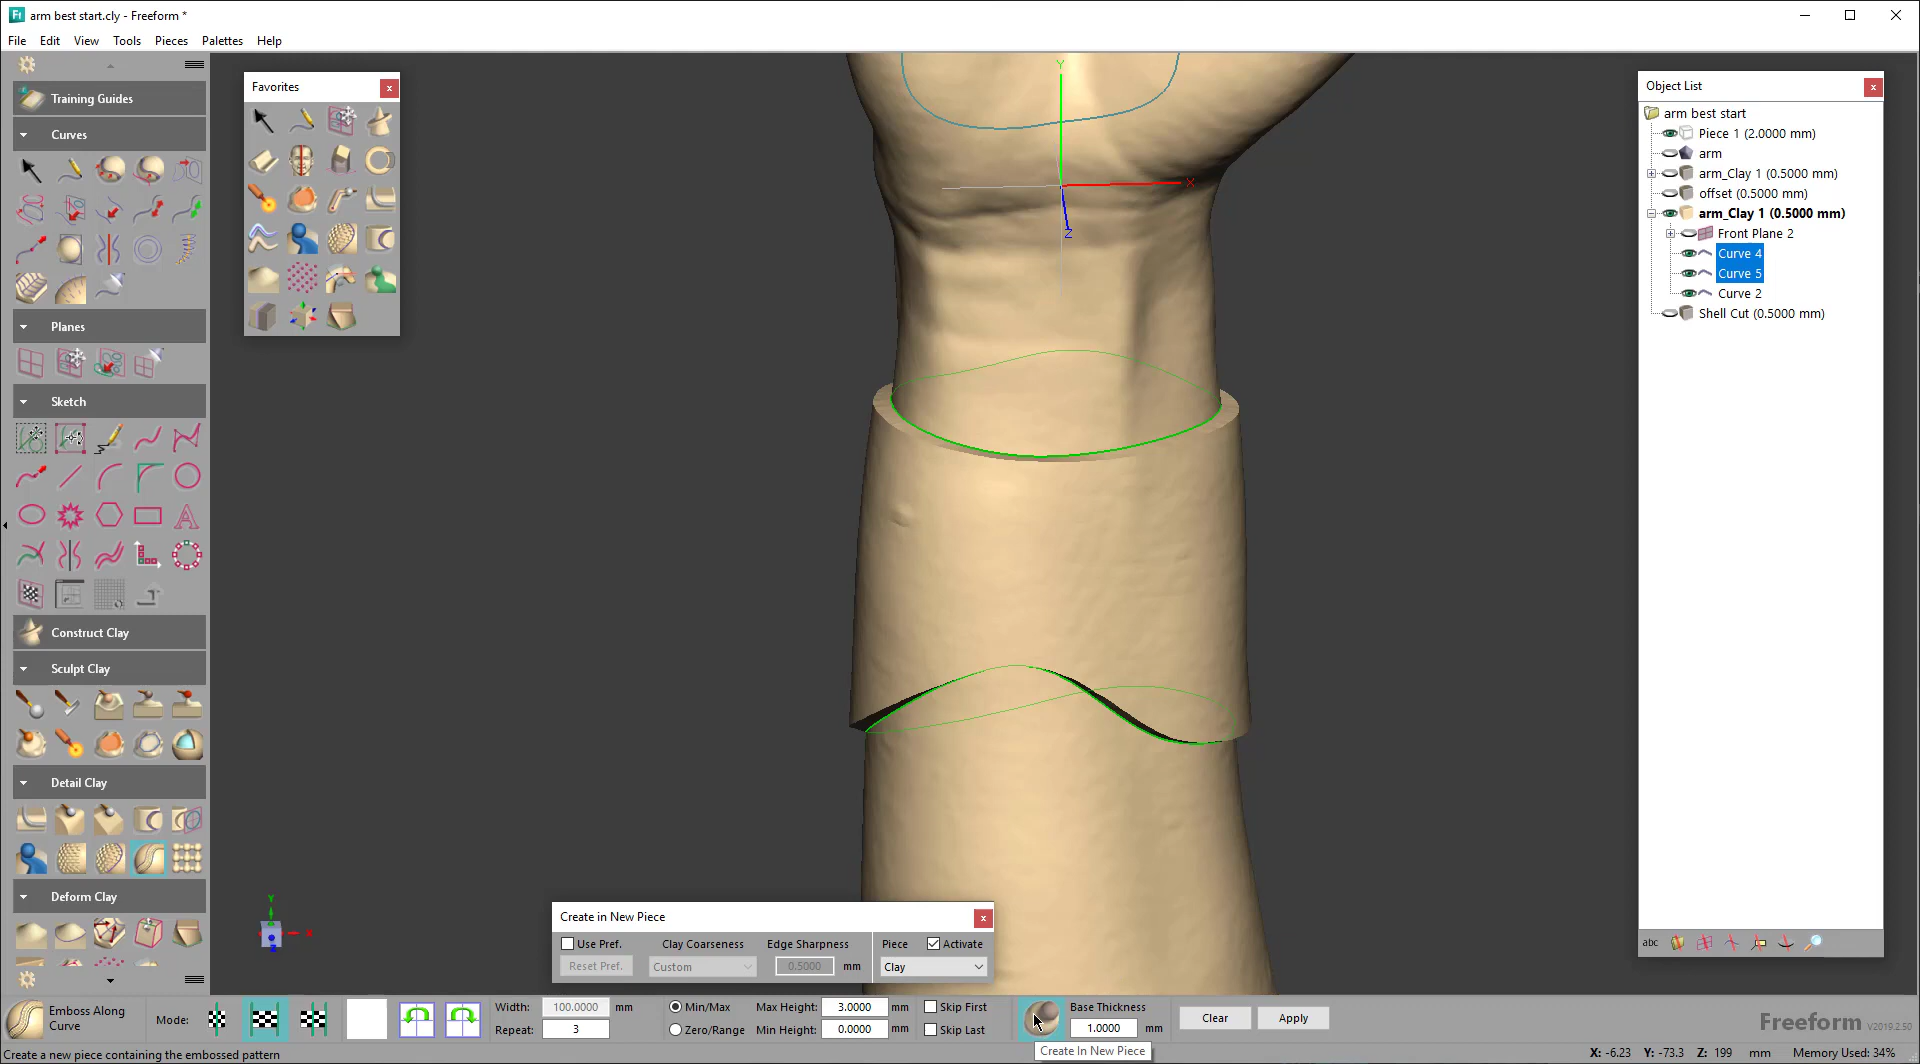 arm best start.cly - Freeform *
File Edit View Tools Pieces Palettes Help
Training Guides
Curves
Planes
Sketch
Construct Clay
Sculpt Clay
Detail Clay
Deform Clay
Favorites
Y
X
Z
Object List
arm best start
Piece 1 (2.0000 mm)
arm
arm_Clay 1 (0.5000 mm)
offset (0.5000 mm)
arm_Clay 1 (0.5000 mm)
Front Plane 2
Curve 4
Curve 5
Curve 2
Shell Cut (0.5000 mm)
abc
Y
X
Create in New Piece
Use Pref. Clay Coarseness Edge Sharpness Piece Activate
Reset Pref. Custom 0.5000 mm Clay
Emboss Along
Curve
Mode:
Width: 100.0000 mm
Repeat: 3
Min/Max
Zero/Range
Max Height: 3.0000 mm
Min Height: 0.0000 mm
Skip First
Skip Last
Base Thickness
1.0000 mm
Clear Apply
Create In New Piece
Freeform V2019.2.50
Create a new piece containing the embossed pattern
X: -6.23 Y: -73.3 Z: 199 mm Memory Used: 34%